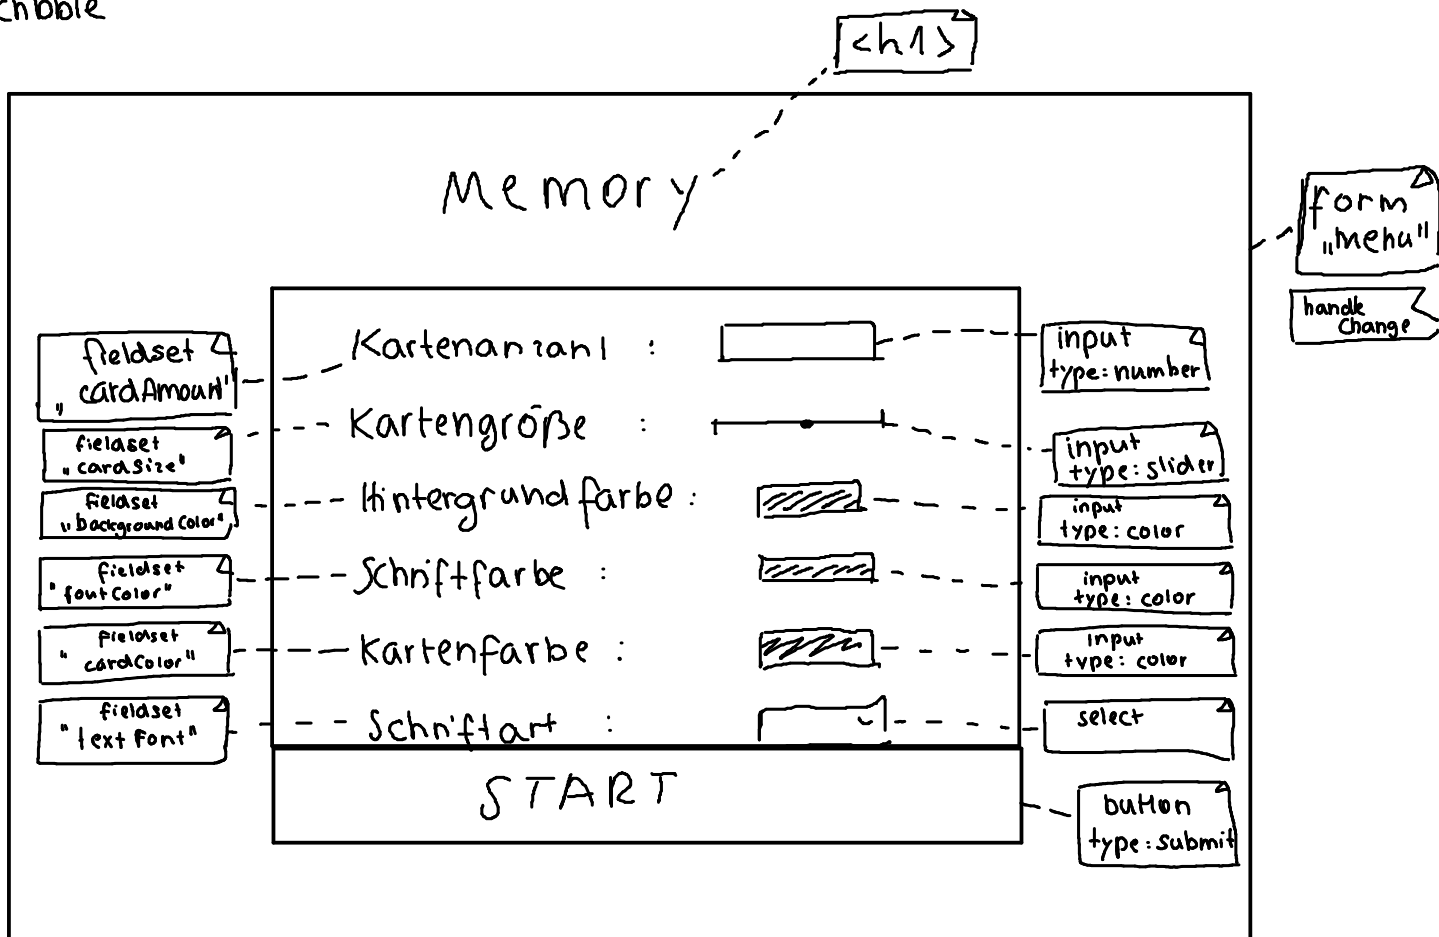 <h1>
Memory
form
„menu"
handle
Change
fieldset
„cardAmount"
Kartenanzahl :
input
type: number
fieldset
„cardSize"
Kartengröße :
input
type: slider
fieldset
„backgroundColor"
Hintergrundfarbe :
input
type: color
fieldset
"fontColor"
Schriftfarbe :
input
type: color
fieldset
"cardColor"
Kartenfarbe :
input
type: color
fieldset
"textFont"
Schriftart :
select
START
button
type: submit